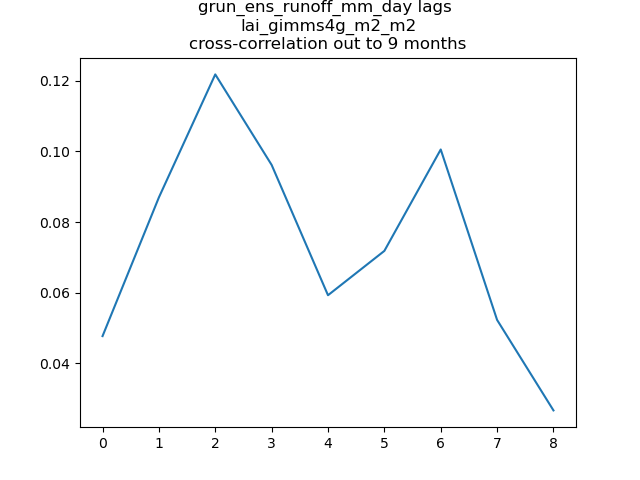 grun_ens_runoff_mm_day lags
lai_gimms4g_m2_m2
cross-correlation out to 9 months
0.12
0.10
0.08
0.06
0.04
0 1 2 3 4 5 6 7 8